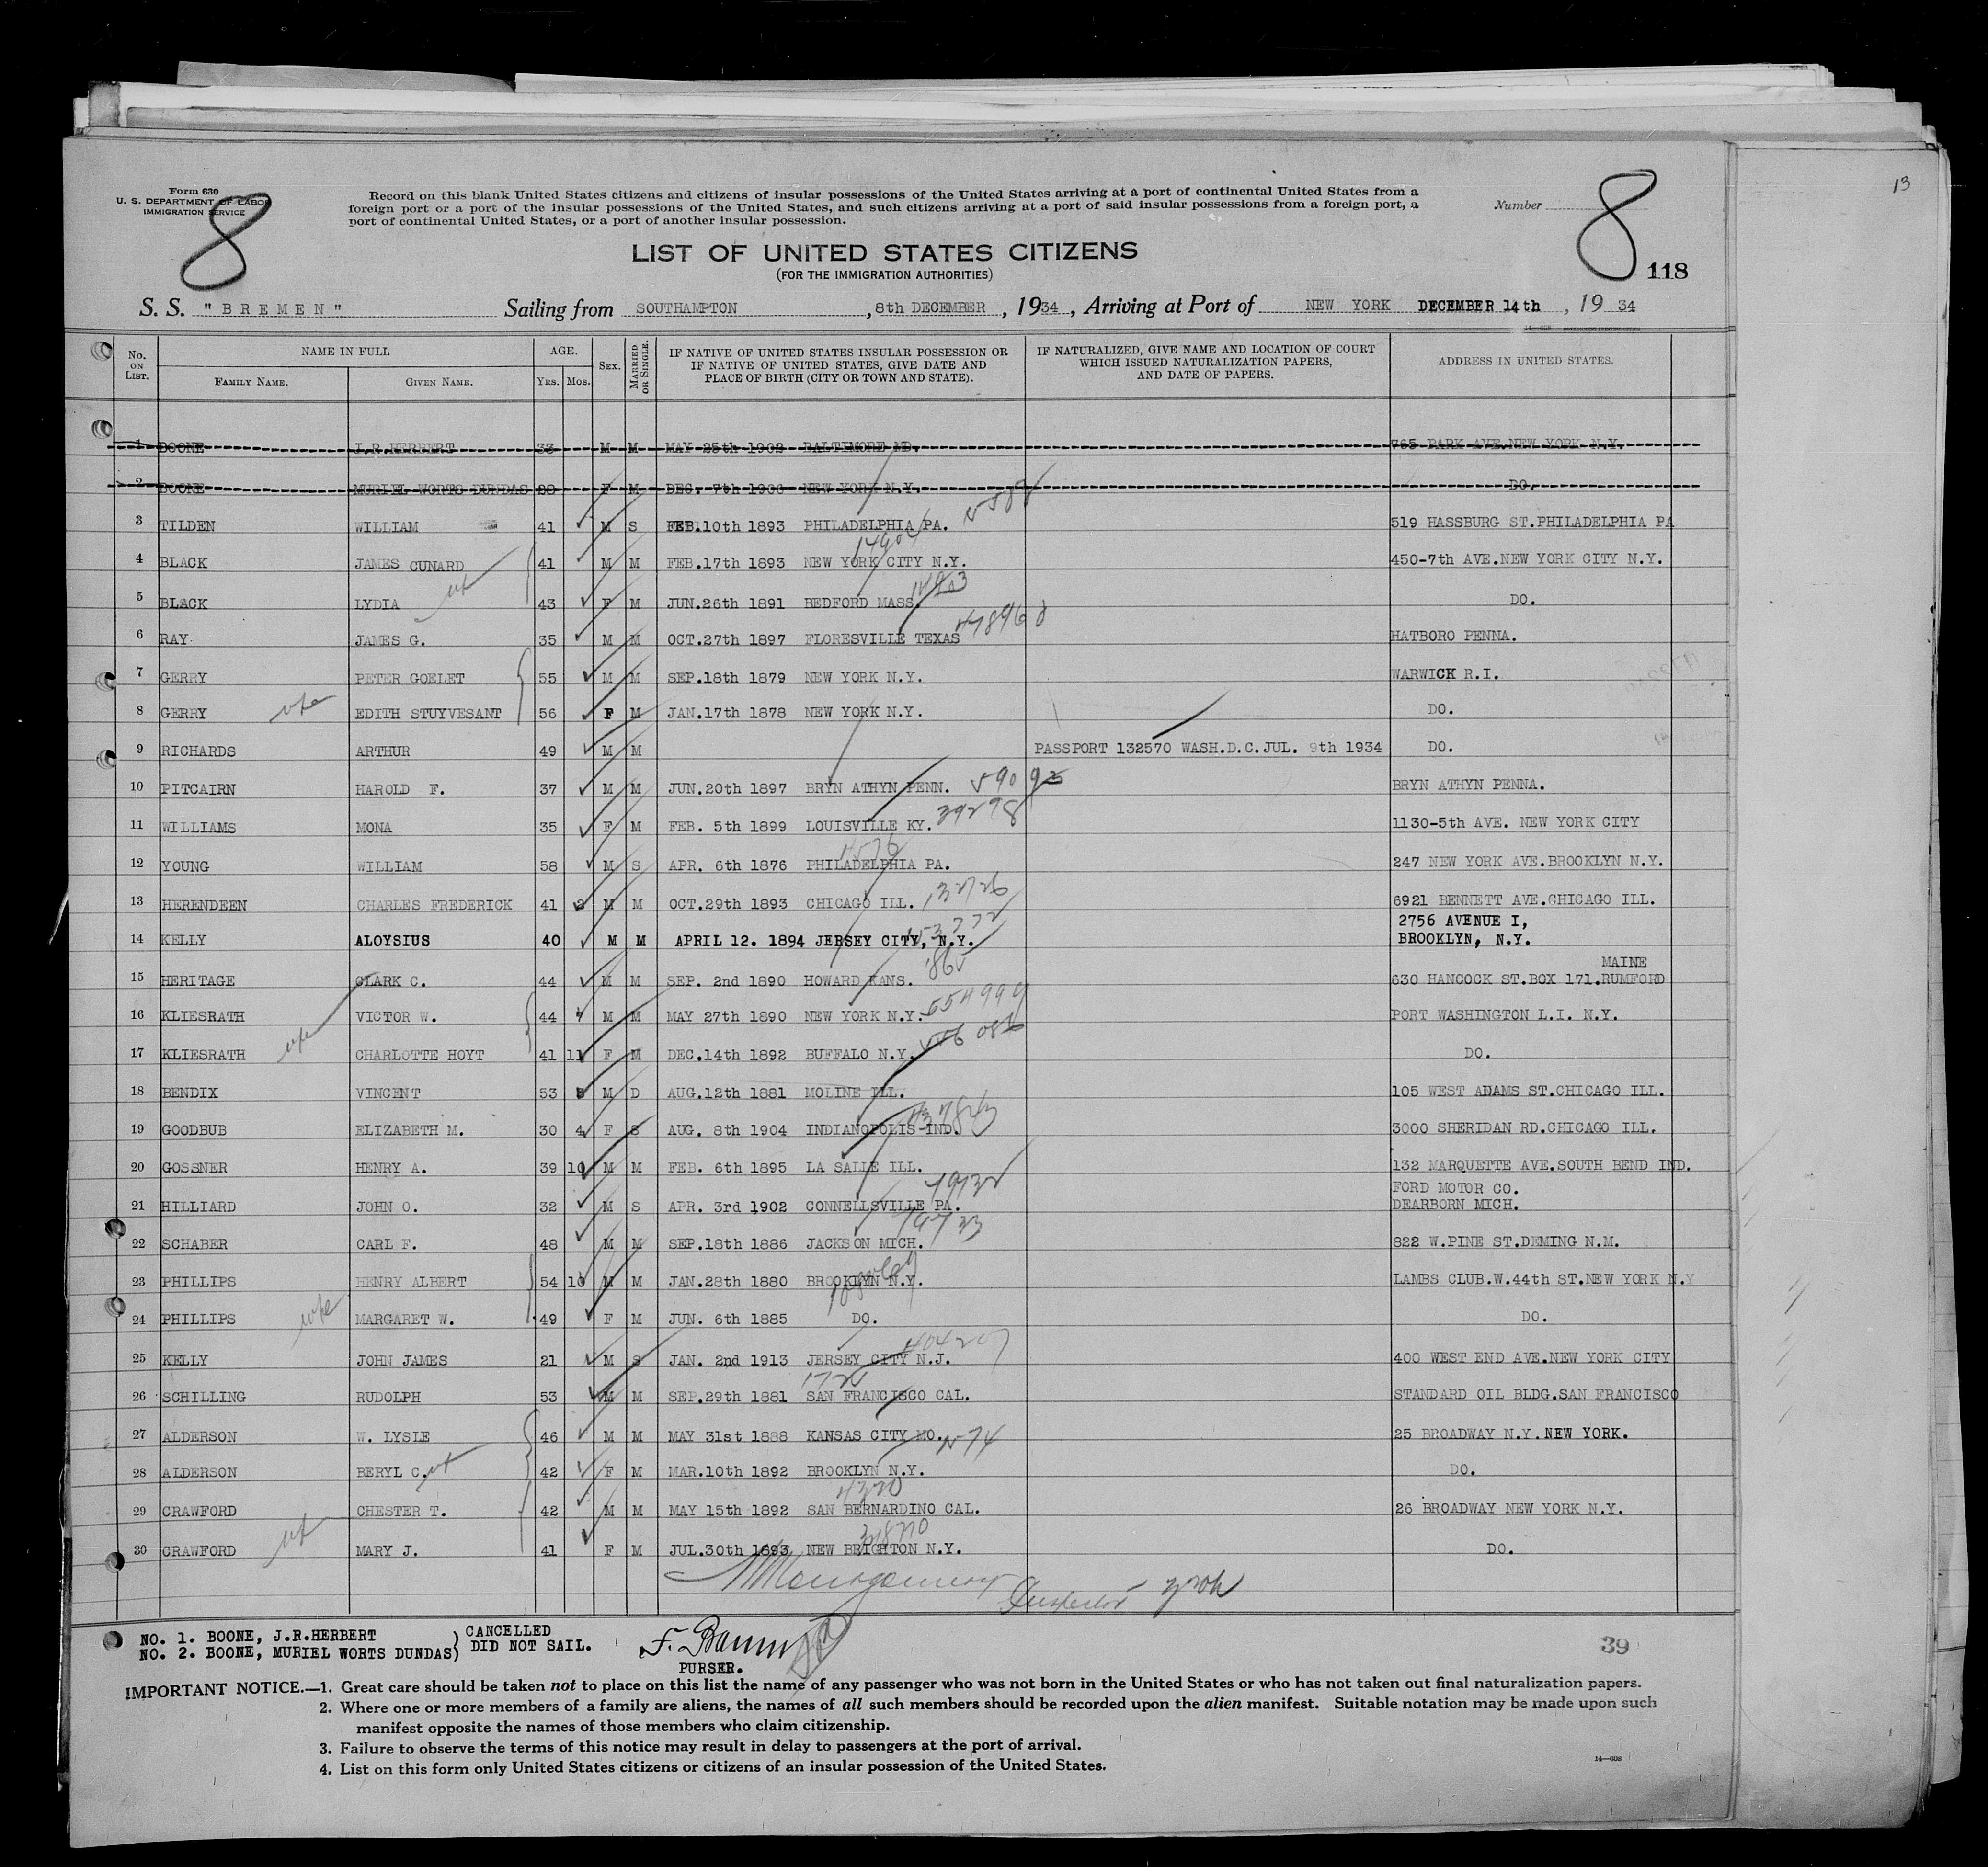 13
Form 630
U. S. DEPARTMENT OF LABOR
IMMIGRATION SERVICE
8
Record on this blank United States citizens and citizens of insular possessions of the United States arriving at a port of continental United States from a
foreign port or a port of the insular possessions of the United States, and such citizens arriving at a port of said insular possessions from a foreign port, a
port of continental United States, or a port of another insular possession.
Number
8
118
LIST OF UNITED STATES CITIZENS
(FOR THE IMMIGRATION AUTHORITIES)
S. S. "BREMEN" Sailing from SOUTHAMPTON, 8th DECEMBER, 1934, Arriving at Port of NEW YORK DECEMBER 14th, 1934
No. ON LIST. NAME IN FULL FAMILY NAME. GIVEN NAME. AGE. YRS. MOS. SEX. MARRIED OR SINGLE. IF NATIVE OF UNITED STATES INSULAR POSSESSION OR IF NATIVE OF UNITED STATES, GIVE DATE AND PLACE OF BIRTH (CITY OR TOWN AND STATE). IF NATURALIZED, GIVE NAME AND LOCATION OF COURT WHICH ISSUED NATURALIZATION PAPERS, AND DATE OF PAPERS. ADDRESS IN UNITED STATES.
1 BOONE J.R.HERBERT 33 M M MAY 25th 1902 BALTIMORE MD. 765 PARK AVE.NEW YORK N.Y.
2 BOONE MURIEL WORTS DUNDAS F M DEC. 7th NEW YORK N.Y. DO.
3 TILDEN WILLIAM 41 M S FEB.10th 1893 PHILADELPHIA PA. 519 HASSBURG ST.PHILADELPHIA PA
4 BLACK JAMES CUNARD 41 M M FEB.17th 1893 NEW YORK CITY N.Y. 450-7th AVE.NEW YORK CITY N.Y.
5 BLACK LYDIA 43 F M JUN.26th 1891 BEDFORD MASS. DO.
6 RAY JAMES G. 35 M M OCT.27th 1897 FLORESVILLE TEXAS HATBORO PENNA.
7 GERRY PETER GOELET 55 M M SEP.18th 1879 NEW YORK N.Y. WARWICK R.I.
8 GERRY wfe EDITH STUYVESANT 56 F M JAN.17th 1878 NEW YORK N.Y. DO.
9 RICHARDS ARTHUR 49 M M PASSPORT 132570 WASH.D.C.JUL. 9th 1934 DO.
10 PITCAIRN HAROLD F. 37 M M JUN.20th 1897 BRYN ATHYN PENN. BRYN ATHYN PENNA.
11 WILLIAMS MONA 35 F M FEB. 5th 1899 LOUISVILLE KY. 1130-5th AVE. NEW YORK CITY
12 YOUNG WILLIAM 58 M S APR. 6th 1876 PHILADELPHIA PA. 247 NEW YORK AVE.BROOKLYN N.Y.
13 HERENDEEN CHARLES FREDERICK 41 2 M M OCT.29th 1893 CHICAGO ILL. 6921 BENNETT AVE.CHICAGO ILL.
14 KELLY ALOYSIUS 40 M M APRIL 12. 1894 JERSEY CITY, N.Y. 2756 AVENUE I,
BROOKLYN, N.Y.
15 HERITAGE CLARK C. 44 M M SEP. 2nd 1890 HOWARD KANS. 630 HANCOCK ST.BOX 171.RUMFORD MAINE
16 KLIESRATH VICTOR W. 44 M M MAY 27th 1890 NEW YORK N.Y. PORT WASHINGTON L.I. N.Y.
17 KLIESRATH wfe CHARLOTTE HOYT 41 11 F M DEC.14th 1892 BUFFALO N.Y. DO.
18 BENDIX VINCENT 53 M D AUG.12th 1881 MOLINE ILL. 105 WEST ADAMS ST.CHICAGO ILL.
19 GOODBUB ELIZABETH M. 30 4 F S AUG. 8th 1904 INDIANOPOLIS IND. 3000 SHERIDAN RD.CHICAGO ILL.
20 GOSSNER HENRY A. 39 10 M M FEB. 6th 1895 LA SALLE ILL. 132 MARQUETTE AVE.SOUTH BEND IND.
21 HILLIARD JOHN O. 32 M S APR. 3rd 1902 CONNELLSVILLE PA. FORD MOTOR CO.
DEARBORN MICH.
22 SCHABER CARL F. 48 M M SEP.18th 1886 JACKSON MICH. 822 W.PINE ST.DEMING N.M.
23 PHILLIPS HENRY ALBERT 54 10 M M JAN.28th 1880 BROOKLYN N.Y. LAMBS CLUB.W.44th ST.NEW YORK N.Y
24 PHILLIPS wfe MARGARET W. 49 F M JUN. 6th 1885 DO. DO.
25 KELLY JOHN JAMES 21 M S JAN. 2nd 1913 JERSEY CITY N.J. 400 WEST END AVE.NEW YORK CITY
26 SCHILLING RUDOLPH 53 M M SEP.29th 1881 SAN FRANCISCO CAL. STANDARD OIL BLDG.SAN FRANCISCO
27 ALDERSON W. LYSLE 46 M M MAY 31st 1888 KANSAS CITY MO. 25 BROADWAY N.Y.NEW YORK.
28 ALDERSON BERYL C. 42 F M MAR.10th 1892 BROOKLYN N.Y. DO.
29 CRAWFORD CHESTER T. 42 M M MAY 15th 1892 SAN BERNARDINO CAL. 26 BROADWAY NEW YORK N.Y.
30 CRAWFORD MARY J. 41 F M JUL.30th 1893 NEW BRIGHTON N.Y. DO.
Montgomery Inspector
NO. 1. BOONE, J.R.HERBERT ) CANCELLED
NO. 2. BOONE, MURIEL WORTS DUNDAS) DID NOT SAIL.
PURSER.
39
IMPORTANT NOTICE.—1. Great care should be taken not to place on this list the name of any passenger who was not born in the United States or who has not taken out final naturalization papers.
2. Where one or more members of a family are aliens, the names of all such members should be recorded upon the alien manifest. Suitable notation may be made upon such
manifest opposite the names of those members who claim citizenship.
3. Failure to observe the terms of this notice may result in delay to passengers at the port of arrival.
4. List on this form only United States citizens or citizens of an insular possession of the United States.
14—608